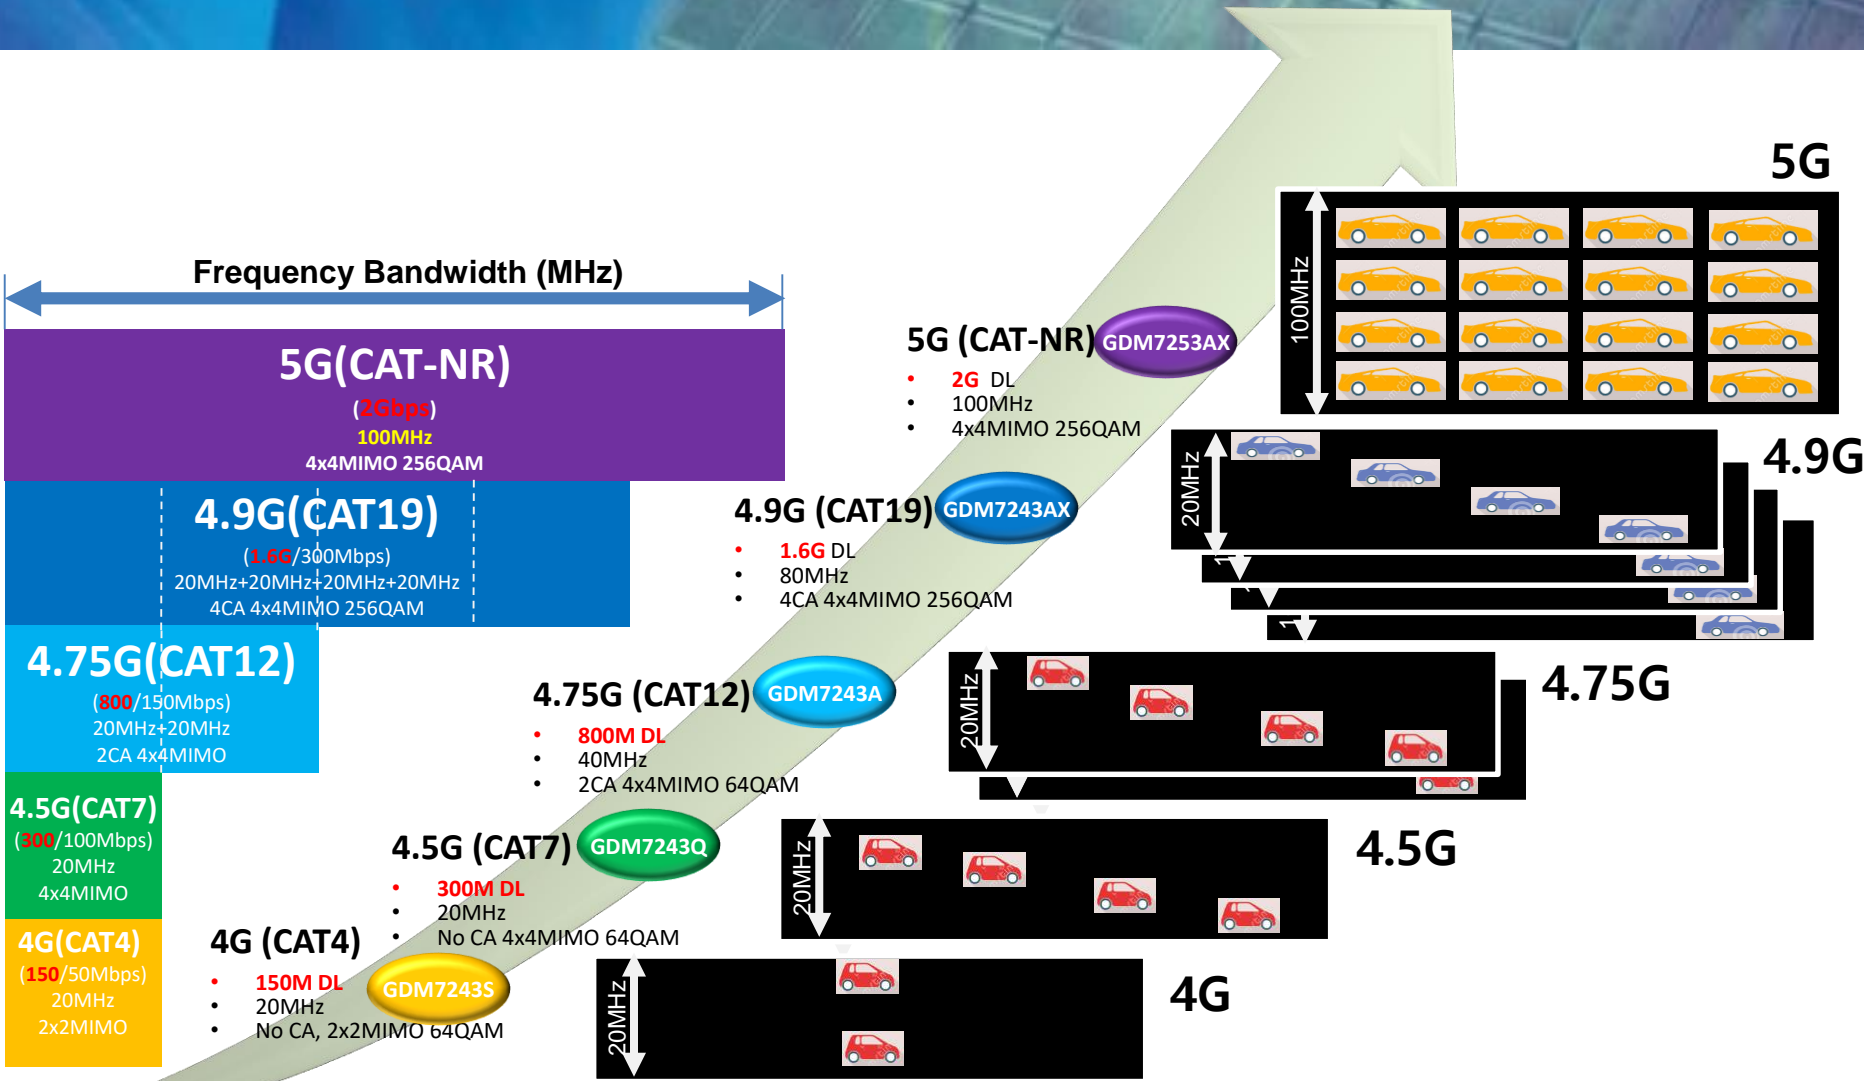 Frequency Bandwidth (MHz)
5G(CAT-NR)
(2Gbps)
100MHz
4x4MIMO 256QAM
4.9G(CAT19)
(1.6G/300Mbps)
20MHz+20MHz+20MHz+20MHz
4CA 4x4MIMO 256QAM
4.75G(CAT12)
(800/150Mbps)
20MHz+20MHz
2CA 4x4MIMO
4.5G(CAT7)
(300/100Mbps)
20MHz
4x4MIMO
4G(CAT4)
(150/50Mbps)
20MHz
2x2MIMO
5G (CAT-NR)
GDM7253AX
• 2G DL
• 100MHz
• 4x4MIMO 256QAM
4.9G (CAT19)
GDM7243AX
• 1.6G DL
• 80MHz
• 4CA 4x4MIMO 256QAM
4.75G (CAT12)
GDM7243A
• 800M DL
• 40MHz
• 2CA 4x4MIMO 64QAM
4.5G (CAT7)
GDM7243Q
• 300M DL
• 20MHz
• No CA 4x4MIMO 64QAM
4G (CAT4)
GDM7243S
• 150M DL
• 20MHz
• No CA, 2x2MIMO 64QAM
5G
100MHz
4.9G
20MHz
4.75G
20MHz
4.5G
20MHz
4G
20MHz